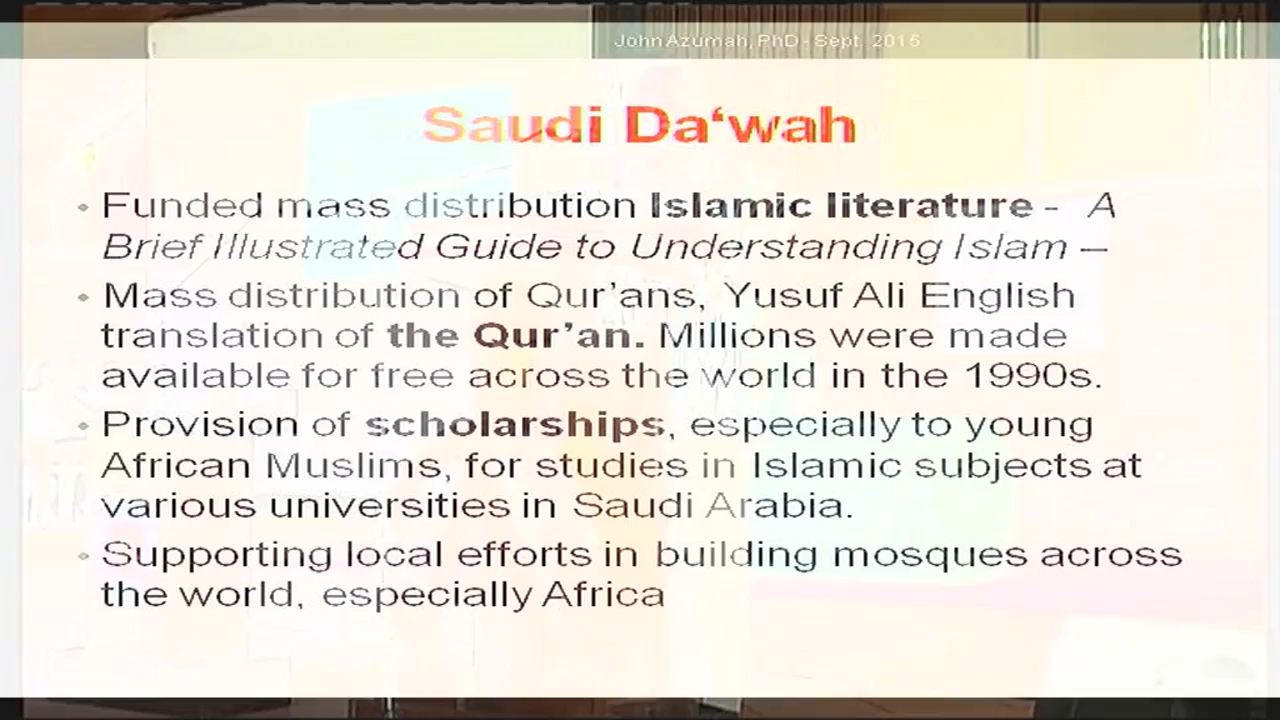 John Azumah, PhD - Sept. 2015
Saudi Da‘wah
• Funded mass distribution Islamic literature - A
Brief Illustrated Guide to Understanding Islam –
• Mass distribution of Qur’ans, Yusuf Ali English
translation of the Qur’an. Millions were made
available for free across the world in the 1990s.
• Provision of scholarships, especially to young
African Muslims, for studies in Islamic subjects at
various universities in Saudi Arabia.
• Supporting local efforts in building mosques across
the world, especially Africa